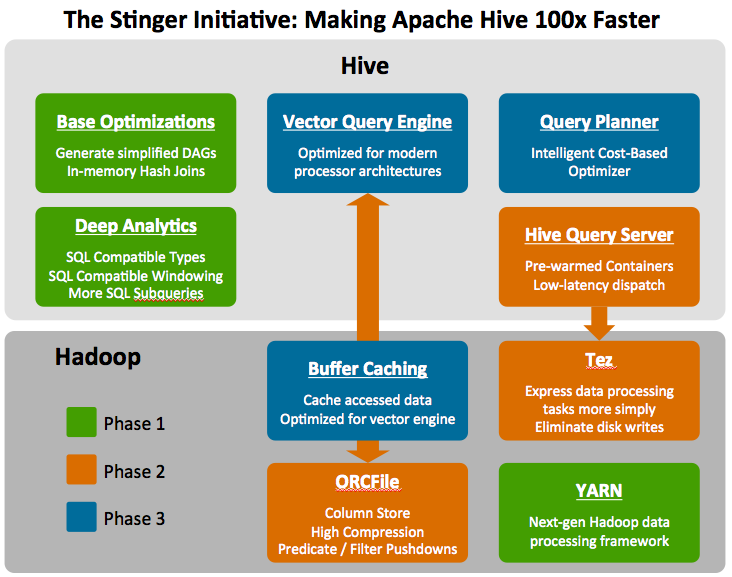 The Stinger Initiative: Making Apache Hive 100x Faster
Hive
Base Optimizations
Generate simplified DAGs
In-memory Hash Joins
Vector Query Engine
Optimized for modern
processor architectures
Query Planner
Intelligent Cost-Based
Optimizer
Deep Analytics
SQL Compatible Types
SQL Compatible Windowing
More SQL Subqueries
Hive Query Server
Pre-warmed Containers
Low-latency dispatch
Hadoop
Phase 1
Phase 2
Phase 3
Buffer Caching
Cache accessed data
Optimized for vector engine
Tez
Express data processing
tasks more simply
Eliminate disk writes
ORCFile
Column Store
High Compression
Predicate / Filter Pushdowns
YARN
Next-gen Hadoop data
processing framework